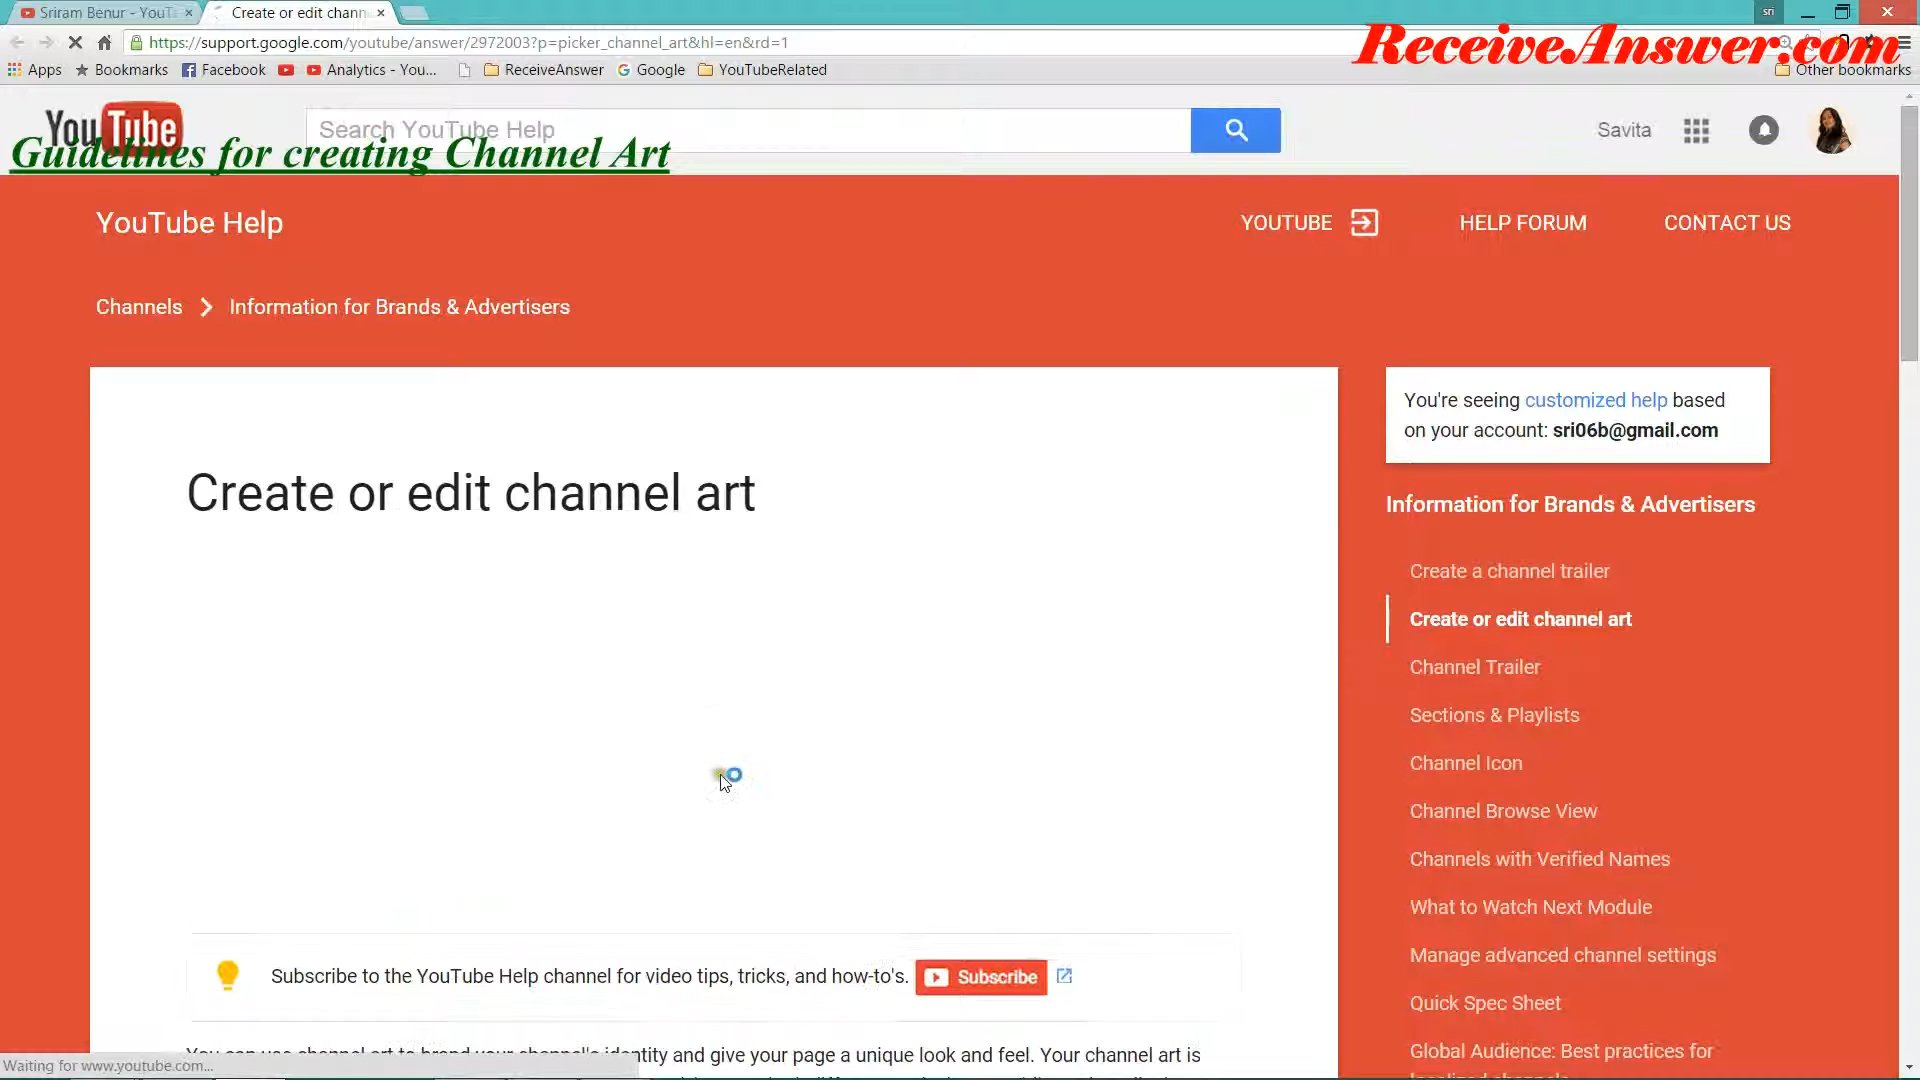 Sriram Benur - YouT
Create or edit chann
sri
https://support.google.com/youtube/answer/2972003?p=picker_channel_art&hl=en&rd=1
ReceiveAnswer.com
Apps
Bookmarks
Facebook
Analytics - You...
ReceiveAnswer
Google
YouTubeRelated
Other bookmarks
YouTube
Search YouTube Help
Savita
Guidelines for creating Channel Art
YouTube Help
YOUTUBE
HELP FORUM
CONTACT US
Channels
Information for Brands & Advertisers
You're seeing customized help based
on your account: sri06b@gmail.com
Create or edit channel art
Information for Brands & Advertisers
Create a channel trailer
Create or edit channel art
Channel Trailer
Sections & Playlists
Channel Icon
Channel Browse View
Channels with Verified Names
What to Watch Next Module
Manage advanced channel settings
Quick Spec Sheet
Global Audience: Best practices for
Subscribe to the YouTube Help channel for video tips, tricks, and how-to's. Subscribe
You can use channel art to brand your channel's identity and give your page a unique look and feel. Your channel art is
Waiting for www.youtube.com...